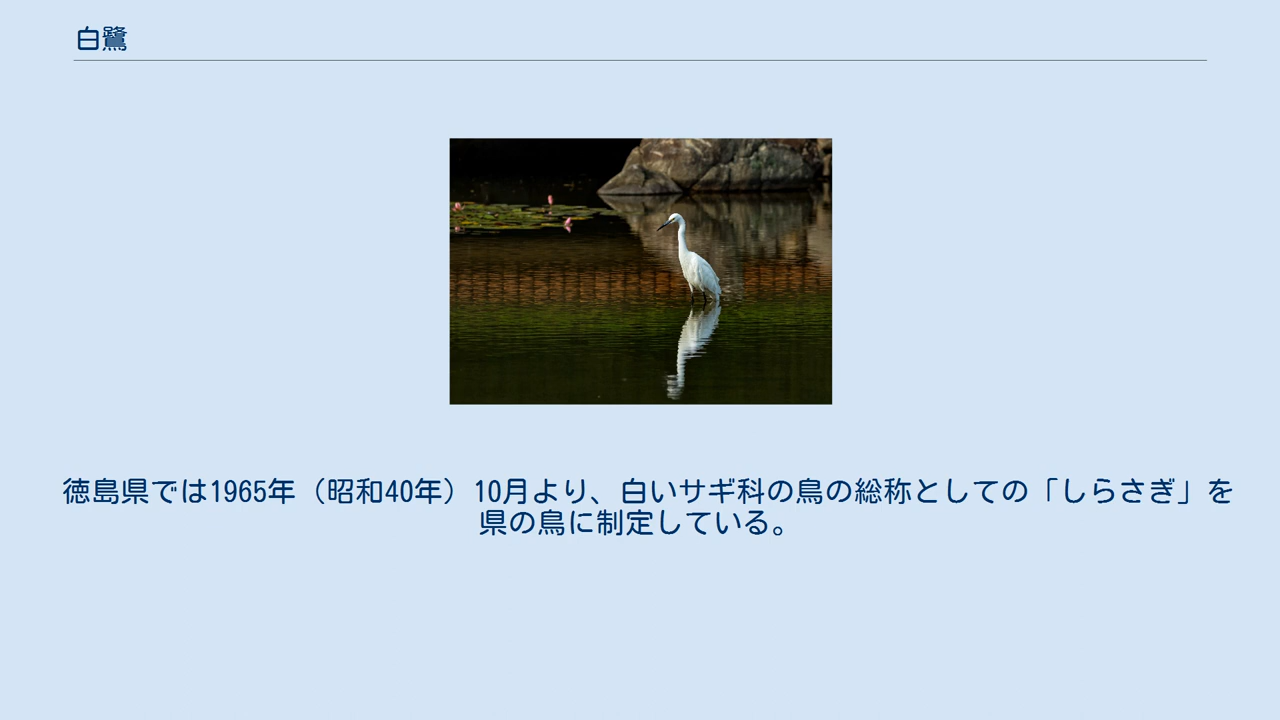 白鷺
徳島県では1965年（昭和40年）10月より、白いサギ科の鳥の総称としての「しらさぎ」を
県の鳥に制定している。